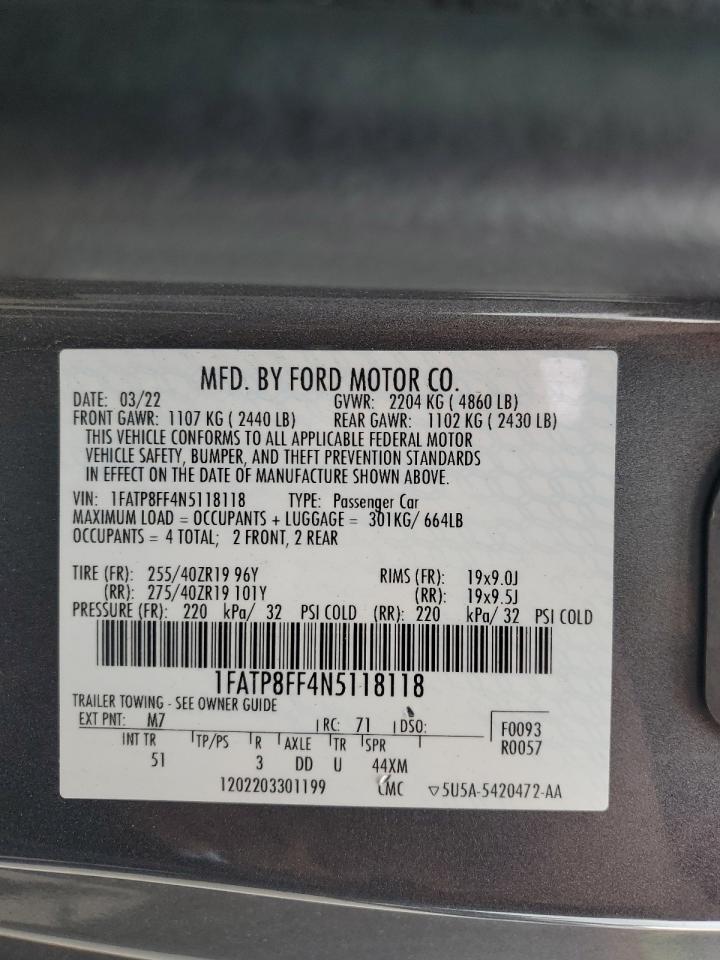 MFD. BY FORD MOTOR CO.
DATE: 03/22 GVWR: 2204 KG ( 4860 LB)
FRONT GAWR: 1107 KG ( 2440 LB) REAR GAWR: 1102 KG ( 2430 LB)
THIS VEHICLE CONFORMS TO ALL APPLICABLE FEDERAL MOTOR
VEHICLE SAFETY, BUMPER, AND THEFT PREVENTION STANDARDS
IN EFFECT ON THE DATE OF MANUFACTURE SHOWN ABOVE.
VIN: 1FATP8FF4N5118118 TYPE: Passenger Car
MAXIMUM LOAD = OCCUPANTS + LUGGAGE = 301KG/ 664LB
OCCUPANTS = 4 TOTAL; 2 FRONT, 2 REAR
TIRE (FR): 255/40ZR19 96Y RIMS (FR): 19x9.0J
(RR): 275/40ZR19 101Y (RR): 19x9.5J
PRESSURE (FR): 220 kPa/ 32 PSI COLD (RR): 220 kPa/ 32 PSI COLD
1FATP8FF4N5118118
TRAILER TOWING - SEE OWNER GUIDE
EXT PNT: M7 RC: 71 DSO: F0093
R0057
INT TR TP/PS R AXLE TR SPR
51 3 DD U 44XM
1202203301199 LMC ▽5U5A-5420472-AA